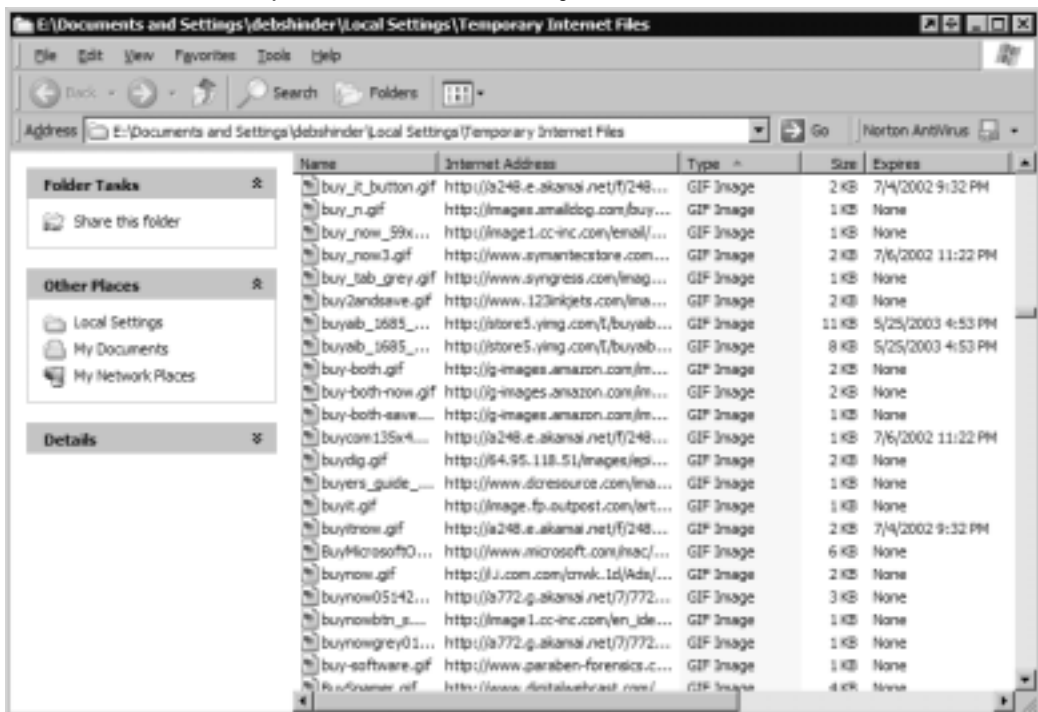 E:\Documents and Settings\debshinder\Local Settings\Temporary Internet Files
File Edit View Favorites Tools Help
Back Search Folders
Address E:\Documents and Settings\debshinder\Local Settings\Temporary Internet Files Go Norton AntiVirus
Name Internet Address Type Size Expires
Folder Tasks
Share this folder
Other Places
Local Settings
My Documents
My Network Places
Details
buy_it_button.gif http://a248.e.akamai.net/f/248... GIF Image 2 KB 7/4/2002 9:32 PM
buy_n.gif http://images.smalldog.com/buy... GIF Image 1 KB None
buy_now_59x... http://image1.cc-inc.com/email/... GIF Image 1 KB None
buy_now3.gif http://www.symantecstore.com... GIF Image 2 KB 7/6/2002 11:22 PM
buy_tab_grey.gif http://www.syngress.com/imag... GIF Image 1 KB None
buy2andsave.gif http://www.123inkjets.com/ima... GIF Image 2 KB None
buyaib_1685_... http://store5.yimg.com/I/buyaib... GIF Image 11 KB 5/25/2003 4:53 PM
buyaib_1685_... http://store5.yimg.com/I/buyaib... GIF Image 8 KB 5/25/2003 4:53 PM
buy-both.gif http://g-images.amazon.com/im... GIF Image 2 KB None
buy-both-now.gif http://g-images.amazon.com/im... GIF Image 2 KB None
buy-both-save.... http://g-images.amazon.com/im... GIF Image 1 KB None
buycom135x4... http://a248.e.akamai.net/f/248... GIF Image 1 KB 7/6/2002 11:22 PM
buydig.gif http://64.95.118.51/images/epi... GIF Image 2 KB None
buyers_guide_... http://www.dcresource.com/ima... GIF Image 1 KB None
buyit.gif http://image.fp.outpost.com/art... GIF Image 1 KB None
buyitnow.gif http://a248.e.akamai.net/f/248... GIF Image 2 KB 7/4/2002 9:32 PM
BuyMicrosoftO... http://www.microsoft.com/mac/... GIF Image 6 KB None
buynow.gif http://i.i.com.com/cnwk.1d/Ads/... GIF Image 2 KB None
buynow05142... http://a772.g.akamai.net/7/772... GIF Image 3 KB None
buynowbtn_s.... http://image1.cc-inc.com/en_ide... GIF Image 1 KB None
buynowgrey01... http://a772.g.akamai.net/7/772... GIF Image 1 KB None
buy-software.gif http://www.paraben-forensics.c... GIF Image 1 KB None
http://www.digitalwebcast.com/ GIF Image 4 KB None